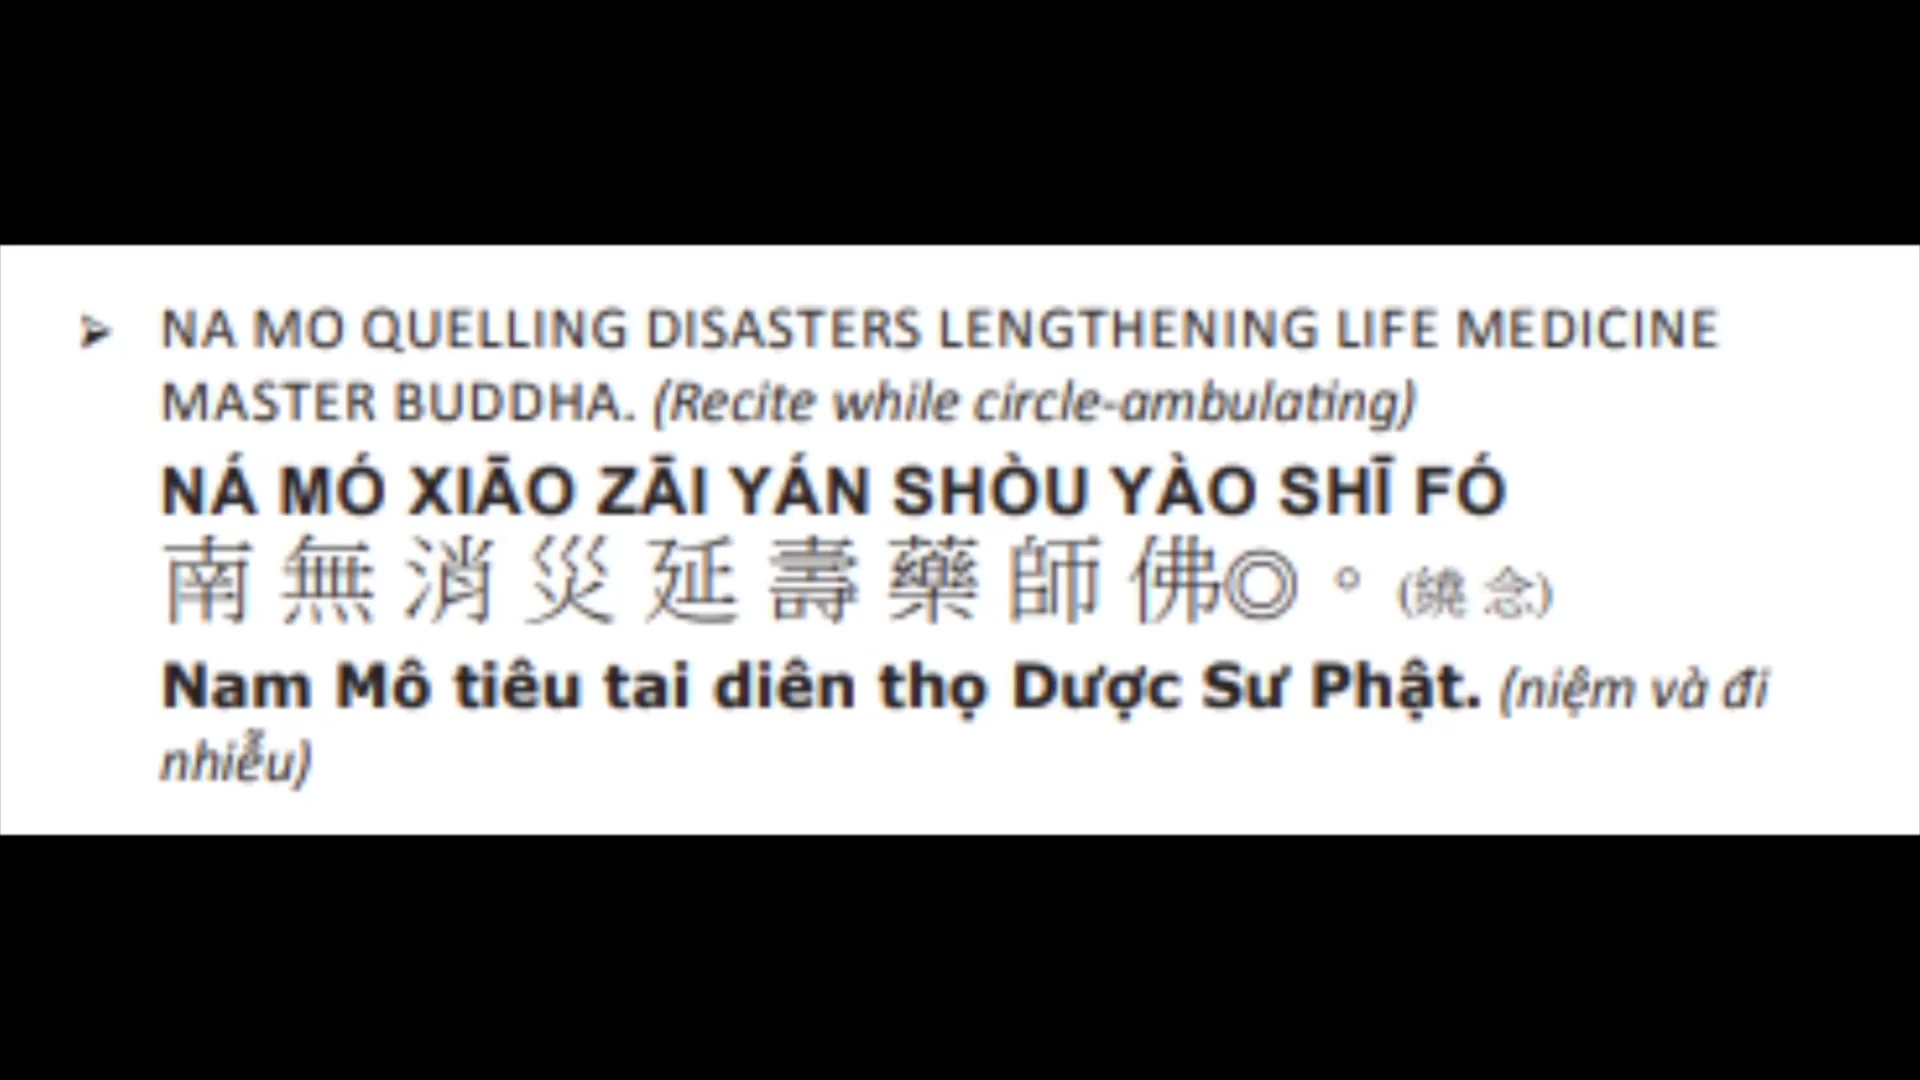 ➢ NA MO QUELLING DISASTERS LENGTHENING LIFE MEDICINE
MASTER BUDDHA. (Recite while circle-ambulating)
NÁ MÓ XIĀO ZĀI YÁN SHÒU YÀO SHĪ FÓ
南 無 消 災 延 壽 藥 師 佛◎。(繞 念)
Nam Mô tiêu tai diên thọ Dược Sư Phật. (niệm và đi
nhiễu)